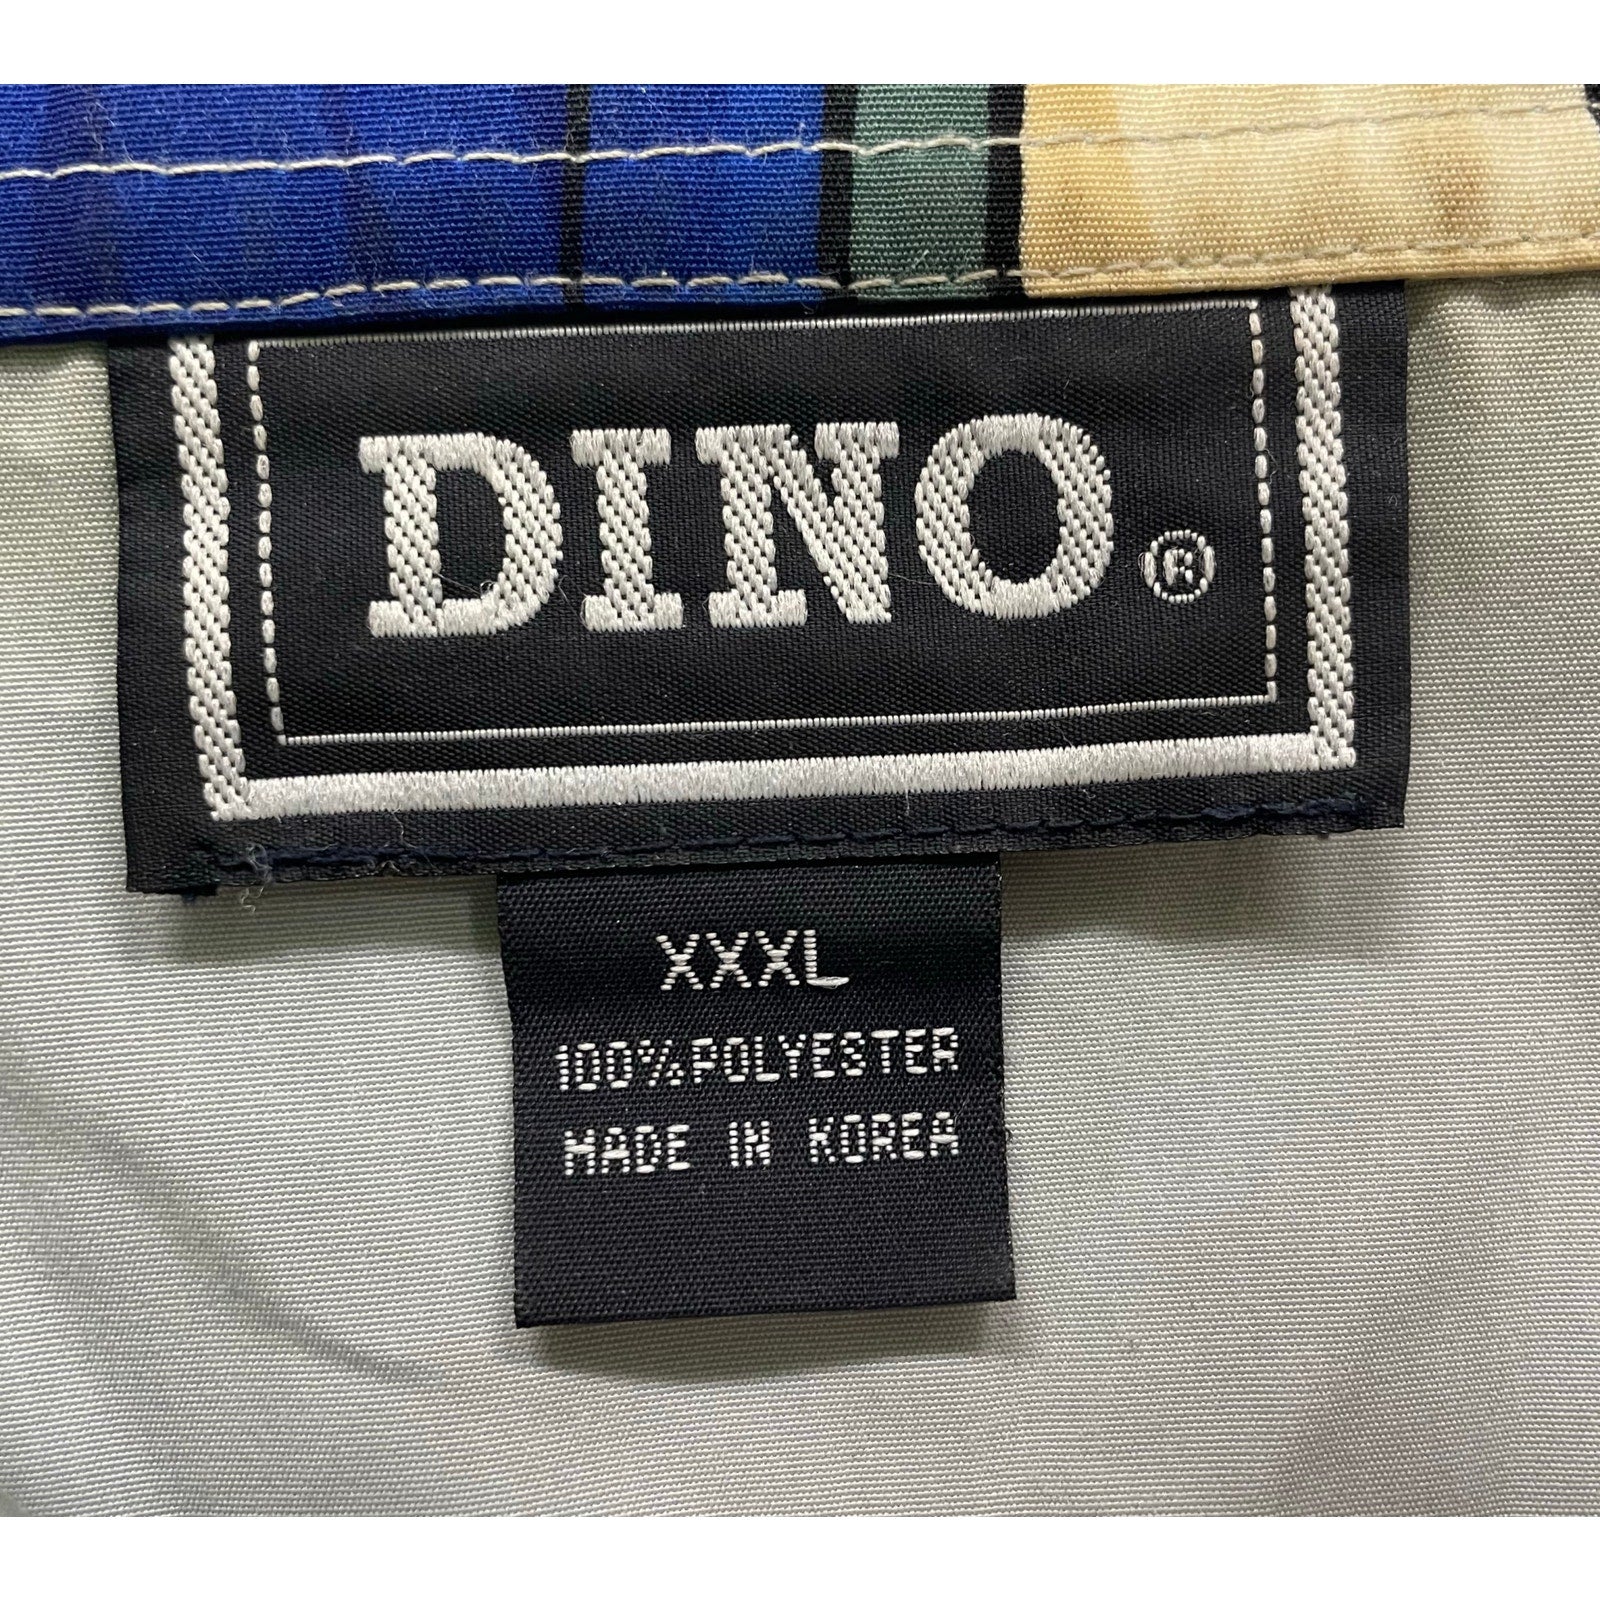 DINO®
XXXL
100%POLYESTER
MADE IN KOREA